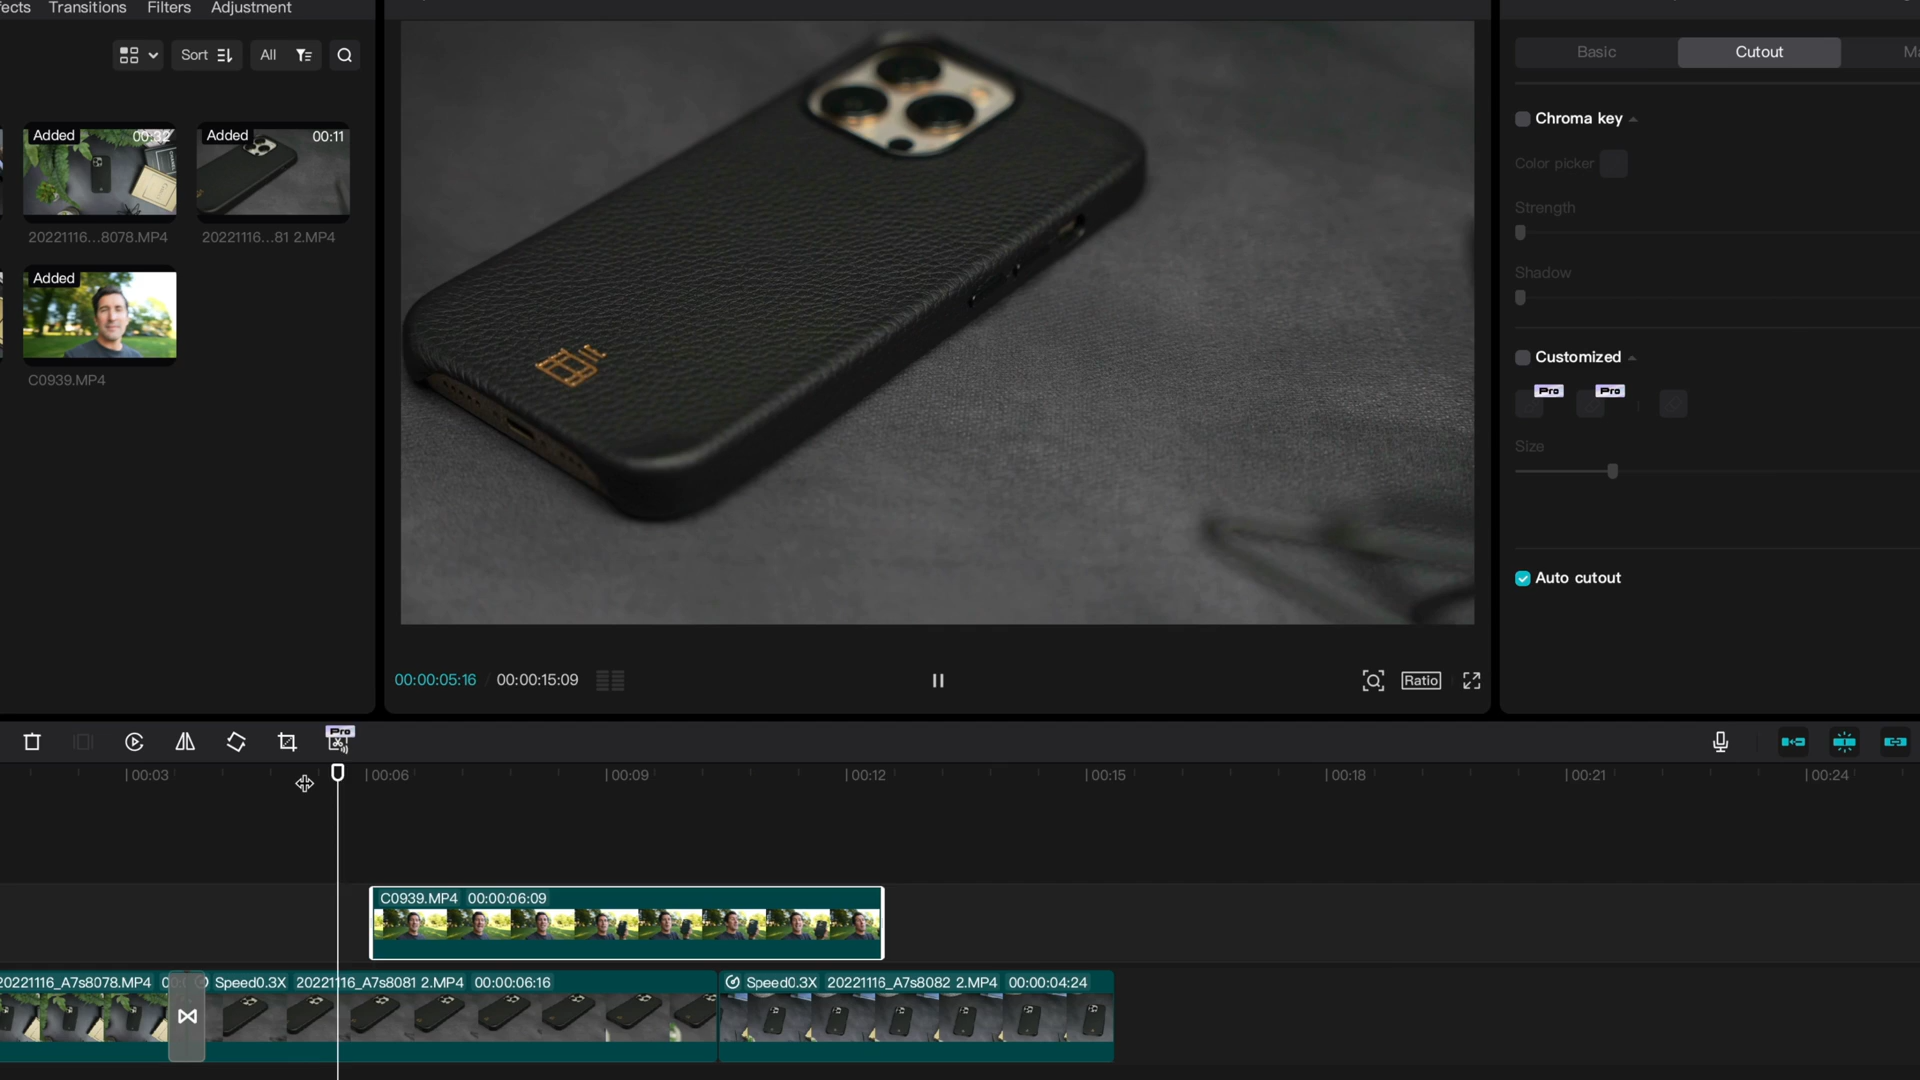 ects Transitions Filters Adjustment
Sort All
Added 00:32
Added 00:11
20221116...8078.MP4 20221116...81 2.MP4
Added
C0939.MP4
00:00:05:16 / 00:00:15:09
Ratio
Basic Cutout Ma
Chroma key
Color picker
Strength
Shadow
Customized
Pro Pro
Size
Auto cutout
Pro
00:03 00:06 00:09 00:12 00:15 00:18 00:21 00:24
C0939.MP4 00:00:06:09
20221116_A7s8078.MP4 Speed0.3X 20221116_A7s8081 2.MP4 00:00:06:16 Speed0.3X 20221116_A7s8082 2.MP4 00:00:04:24